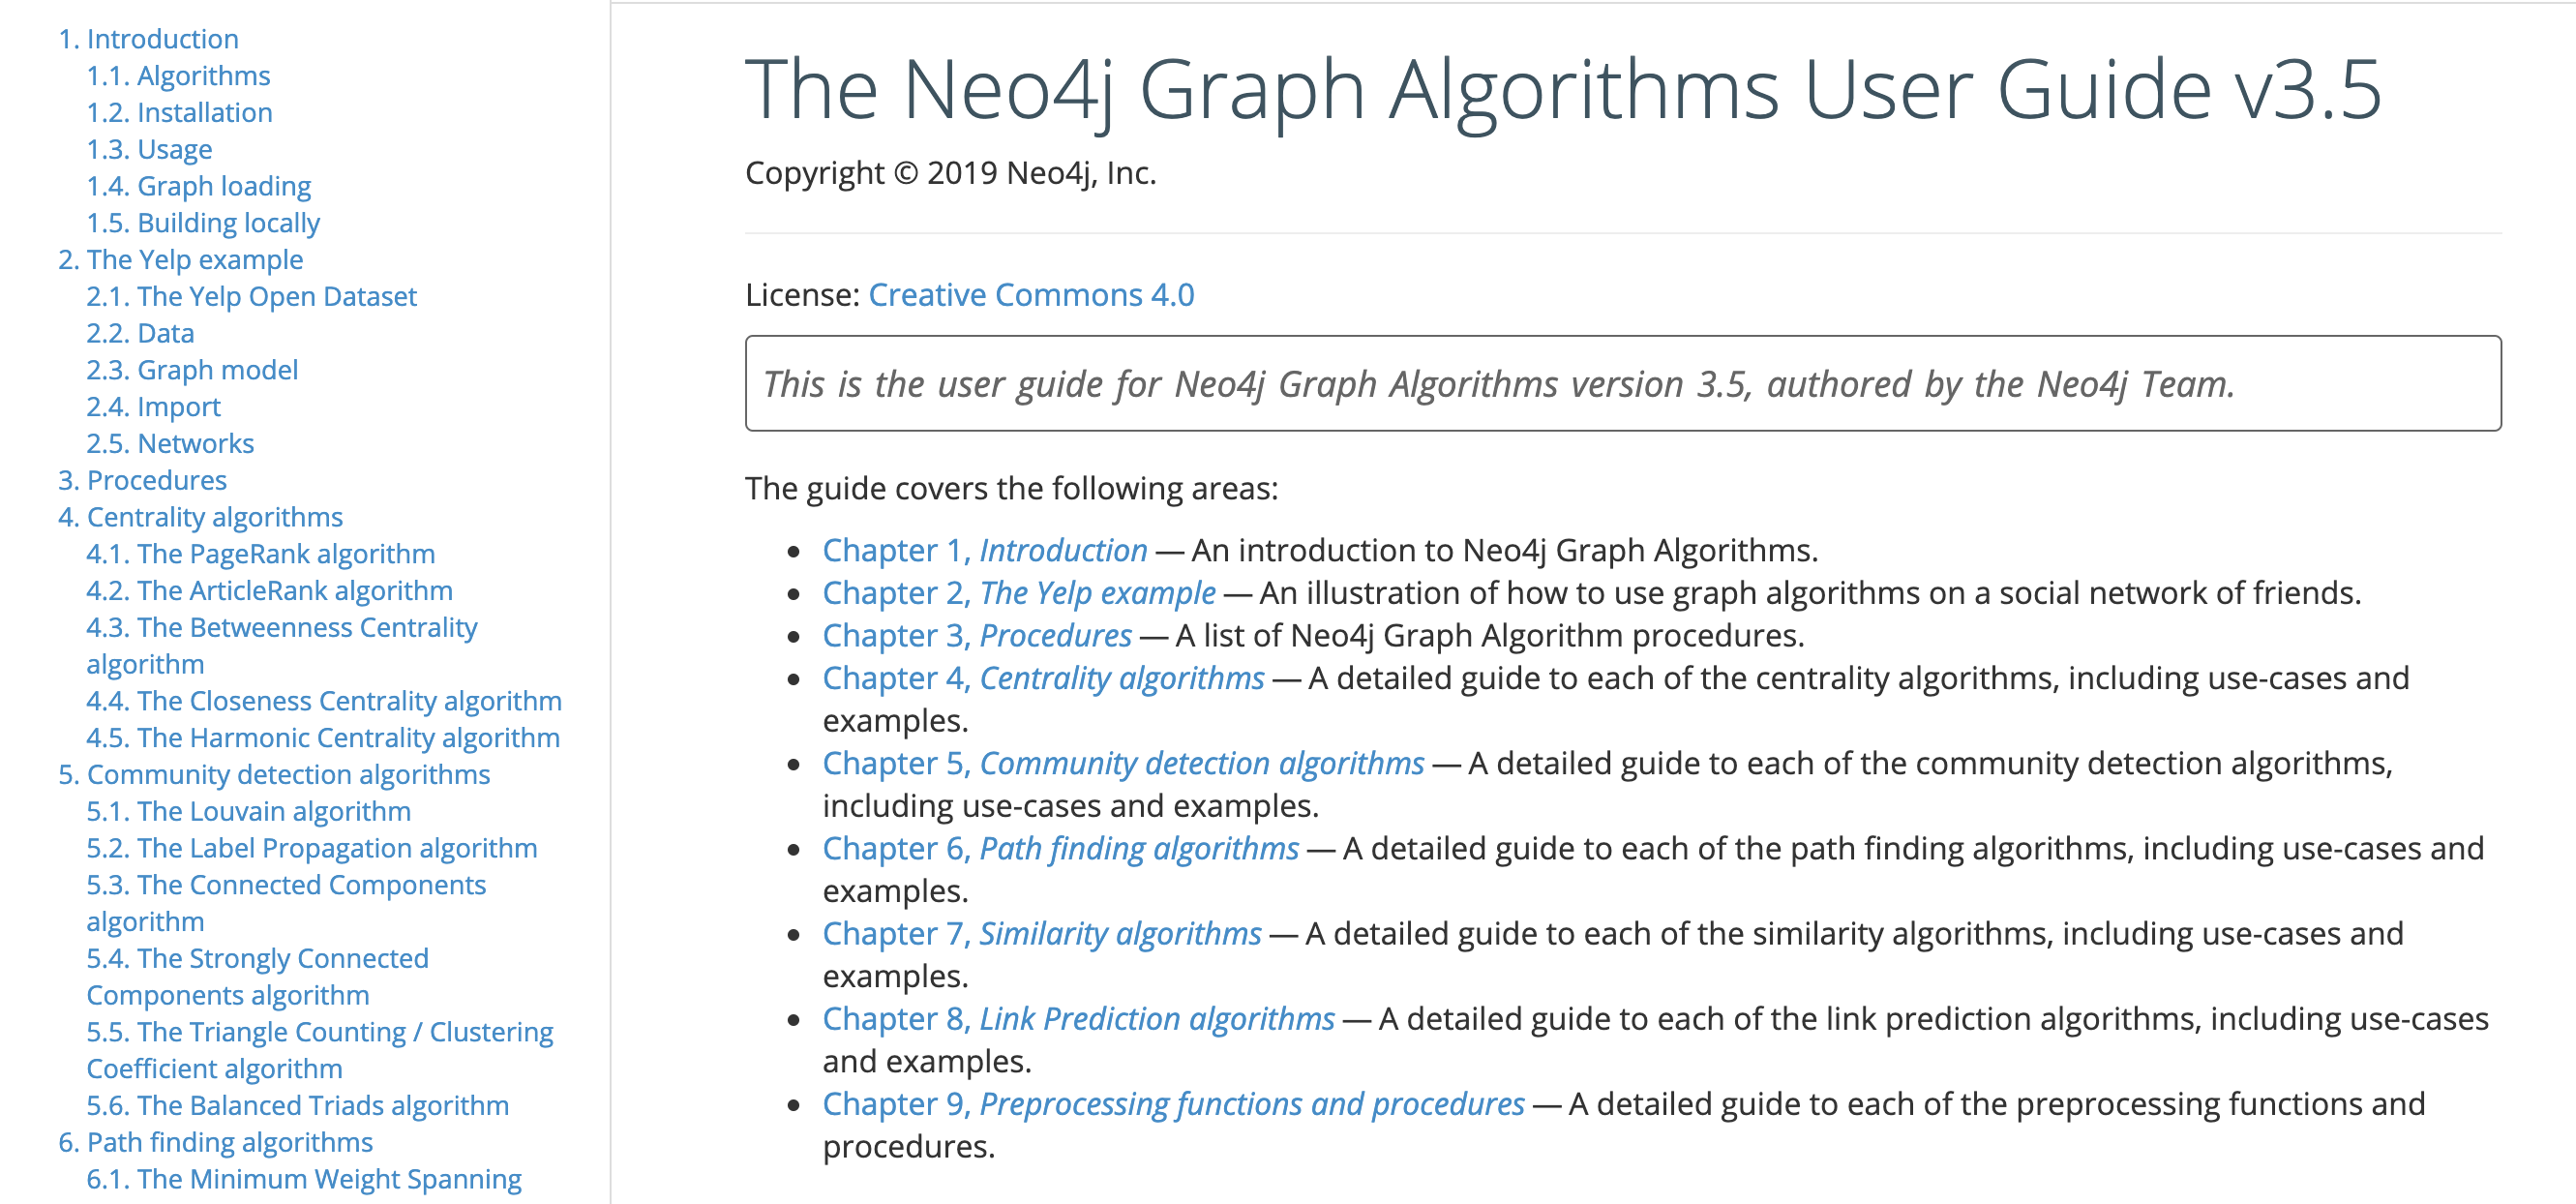 1. Introduction
1.1. Algorithms
1.2. Installation
1.3. Usage
1.4. Graph loading
1.5. Building locally
2. The Yelp example
2.1. The Yelp Open Dataset
2.2. Data
2.3. Graph model
2.4. Import
2.5. Networks
3. Procedures
4. Centrality algorithms
4.1. The PageRank algorithm
4.2. The ArticleRank algorithm
4.3. The Betweenness Centrality
algorithm
4.4. The Closeness Centrality algorithm
4.5. The Harmonic Centrality algorithm
5. Community detection algorithms
5.1. The Louvain algorithm
5.2. The Label Propagation algorithm
5.3. The Connected Components
algorithm
5.4. The Strongly Connected
Components algorithm
5.5. The Triangle Counting / Clustering
Coefficient algorithm
5.6. The Balanced Triads algorithm
6. Path finding algorithms
6.1. The Minimum Weight Spanning
The Neo4j Graph Algorithms User Guide v3.5
Copyright © 2019 Neo4j, Inc.
License: Creative Commons 4.0
This is the user guide for Neo4j Graph Algorithms version 3.5, authored by the Neo4j Team.
The guide covers the following areas:
• Chapter 1, Introduction — An introduction to Neo4j Graph Algorithms.
• Chapter 2, The Yelp example — An illustration of how to use graph algorithms on a social network of friends.
• Chapter 3, Procedures — A list of Neo4j Graph Algorithm procedures.
• Chapter 4, Centrality algorithms — A detailed guide to each of the centrality algorithms, including use-cases and
examples.
• Chapter 5, Community detection algorithms — A detailed guide to each of the community detection algorithms,
including use-cases and examples.
• Chapter 6, Path finding algorithms — A detailed guide to each of the path finding algorithms, including use-cases and
examples.
• Chapter 7, Similarity algorithms — A detailed guide to each of the similarity algorithms, including use-cases and
examples.
• Chapter 8, Link Prediction algorithms — A detailed guide to each of the link prediction algorithms, including use-cases
and examples.
• Chapter 9, Preprocessing functions and procedures — A detailed guide to each of the preprocessing functions and
procedures.